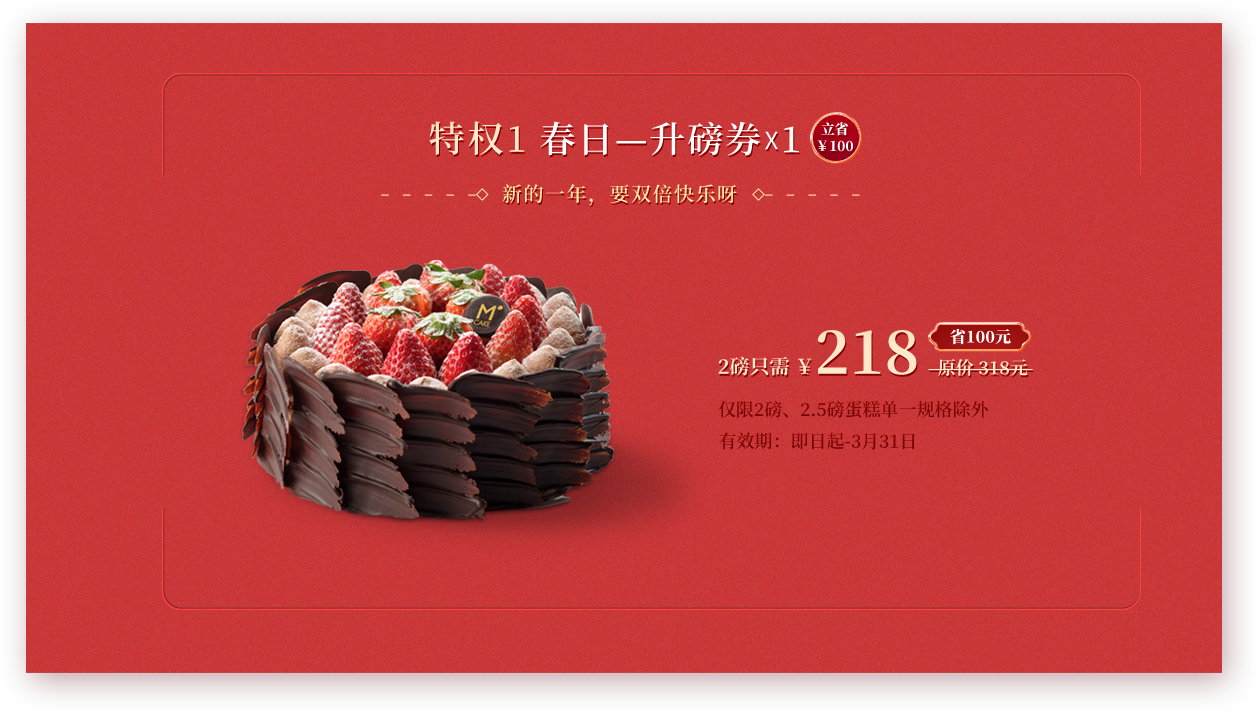 特权1 春日—升磅券x1
立省
¥100
新的一年，要双倍快乐呀
M
CAKE
省100元
2磅只需 ¥218 原价 318元
仅限2磅、2.5磅蛋糕单一规格除外
有效期：即日起-3月31日